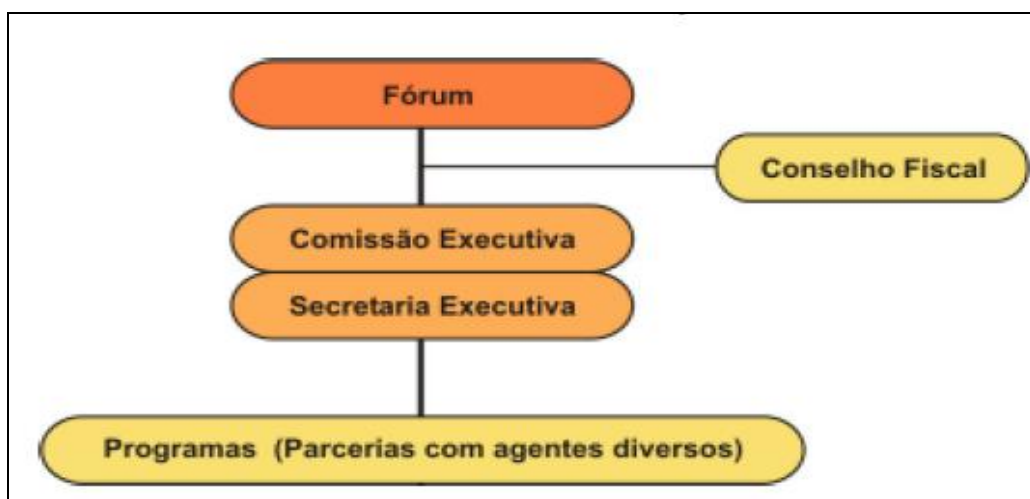 Fórum
Conselho Fiscal
Comissão Executiva
Secretaria Executiva
Programas (Parcerias com agentes diversos)